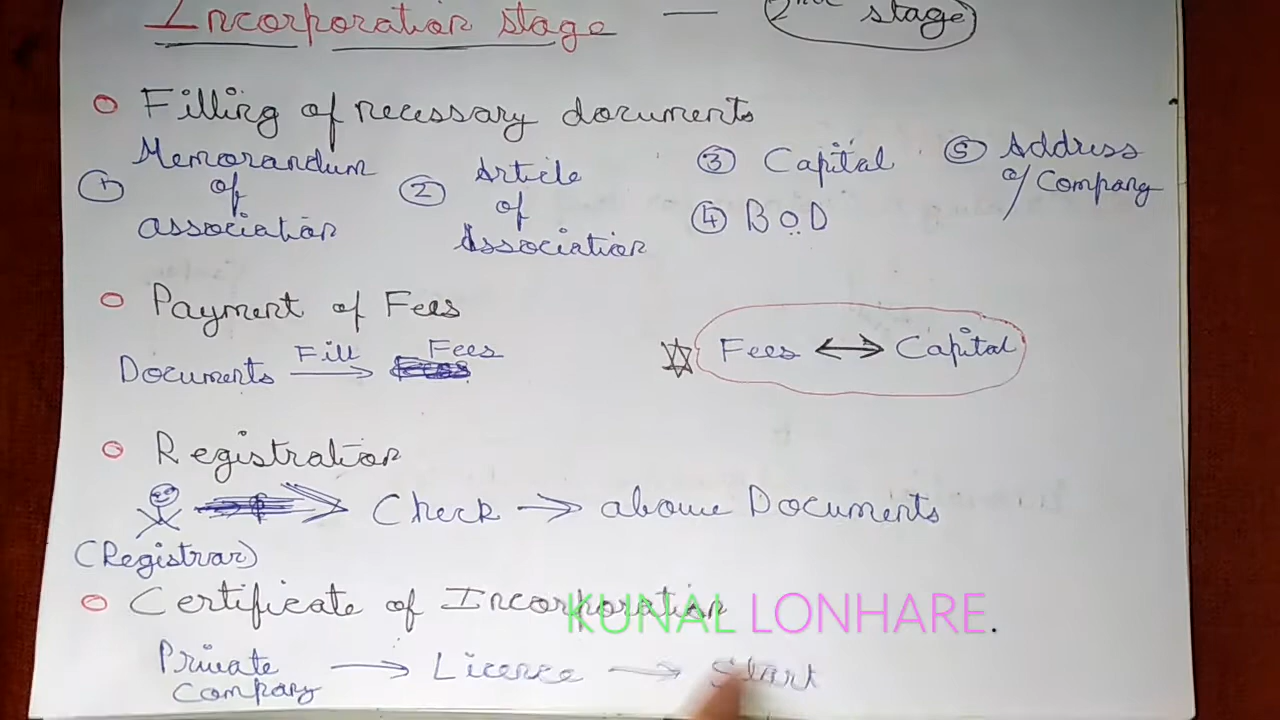 Incorporation stage — 2nd stage
Filling of necessary documents
① Memorandum of association
② Article of Association
③ Capital
④ B.O.D
⑤ Address of Company
Payment of Fees
Documents Fill → Fees
Fees ↔ Capital
Registration
(Registrar) → Check → above Documents
Certificate of Incorporation
KUNAL LONHARE.
Private Company → Licence → Start